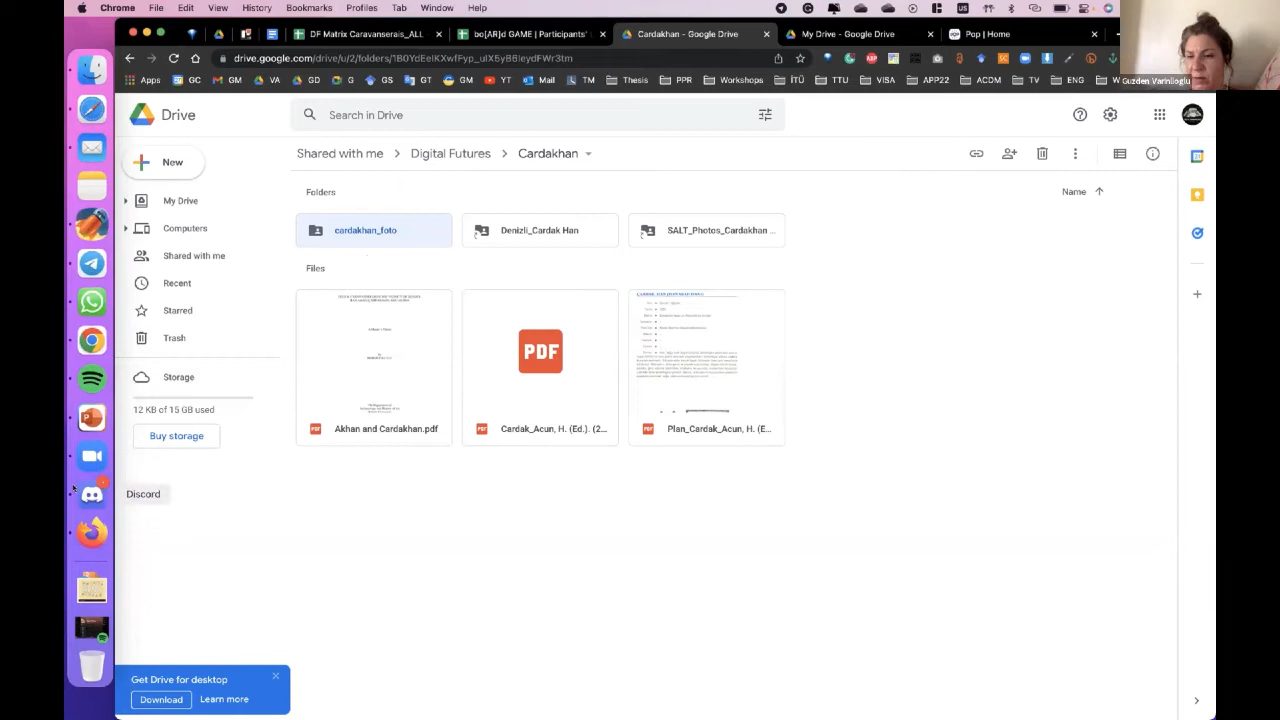 Chrome File Edit View History Bookmarks Profiles Tab Window Help
DF Matrix Caravanserais_ALL
bo[AR]d GAME | Participants'
Cardakhan - Google Drive
My Drive - Google Drive
Pop | Home
drive.google.com/drive/u/2/folders/1B0YdEeIKXwfFyp_uIX5yB6!eydFWr3tm
Apps GC GM VA GD G GS GM YT Mail TM Thesis PPR Workshops İTÜ TTU VISA APP22 ACDM TV ENG
Guzden Varinlioglu
Drive
Search in Drive
New
Shared with me > Digital Futures > Cardakhan
Folders
Name
My Drive
Computers
Shared with me
Recent
Starred
Trash
Storage
12 KB of 15 GB used
Buy storage
cardakhan_foto
Denizli_Cardak Han
SALT_Photos_Cardakhan ...
Files
PDF
Akhan and Cardakhan.pdf
Cardak_Acun, H. (Ed.). (2...
Plan_Cardak_Acun, H. (E...
Discord
Get Drive for desktop
Download
Learn more